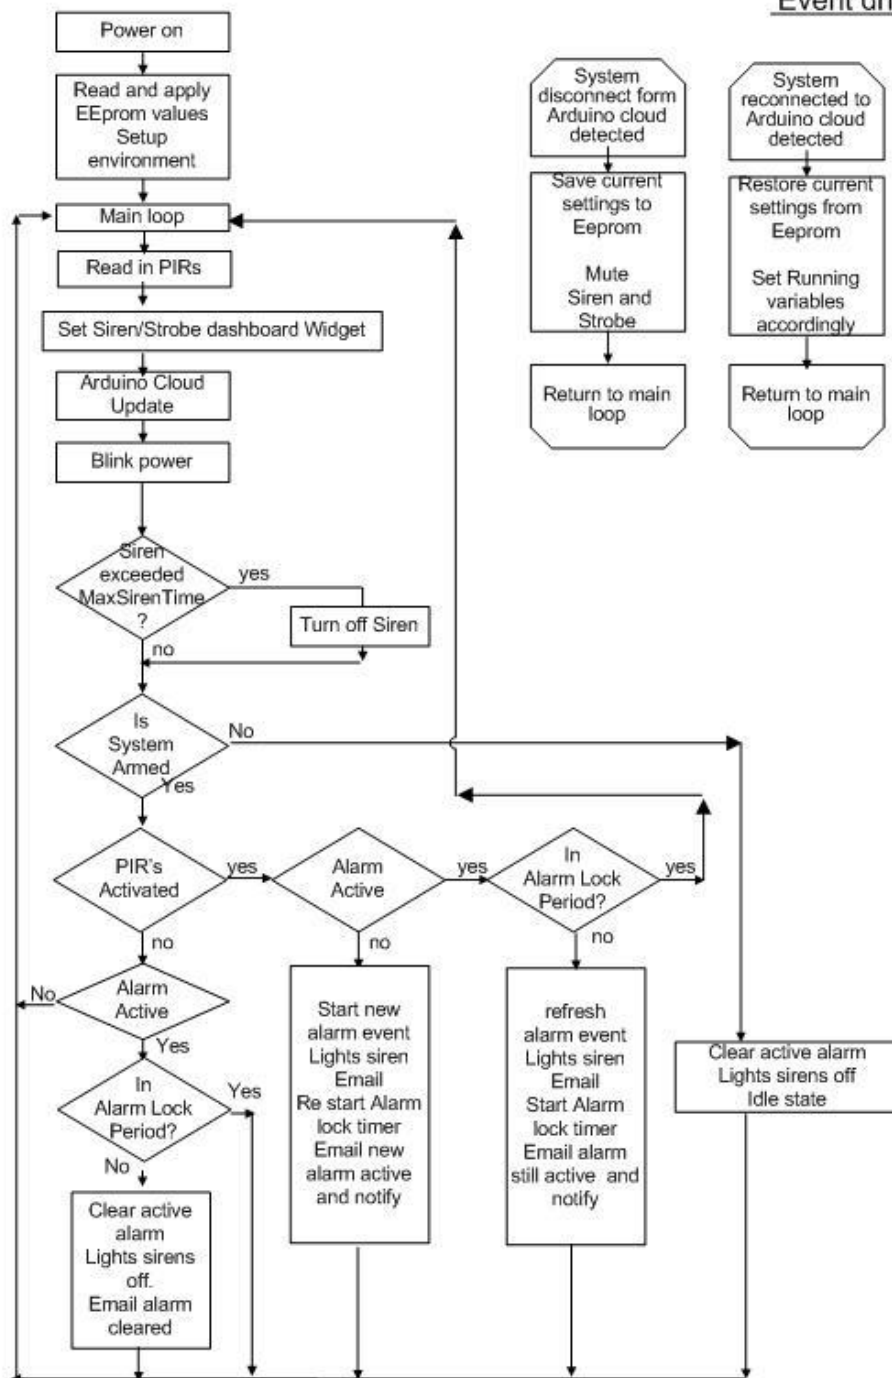 Event dri
Power on
Read and apply
EEprom values
Setup
environment
Main loop
Read in PIRs
Set Siren/Strobe dashboard Widget
Arduino Cloud
Update
Blink power
Siren
exceeded
MaxSirenTime
?
yes
Turn off Siren
no
Is
System
Armed
No
Yes
PIR's
Activated
yes
Alarm
Active
yes
In
Alarm Lock
Period?
yes
no
no
no
Alarm
Active
No
Yes
In
Alarm Lock
Period?
Yes
No
Clear active
alarm
Lights sirens
off.
Email alarm
cleared
Start new
alarm event
Lights siren
Email
Re start Alarm
lock timer
Email new
alarm active
and notify
refresh
alarm event
Lights siren
Email
Start Alarm
lock timer
Email alarm
still active and
notify
Clear active alarm
Lights sirens off
Idle state
System
disconnect form
Arduino cloud
detected
Save current
settings to
Eeprom
Mute
Siren and
Strobe
Return to main
loop
System
reconnected to
Arduino cloud
detected
Restore current
settings from
Eeprom
Set Running
variables
accordingly
Return to main
loop